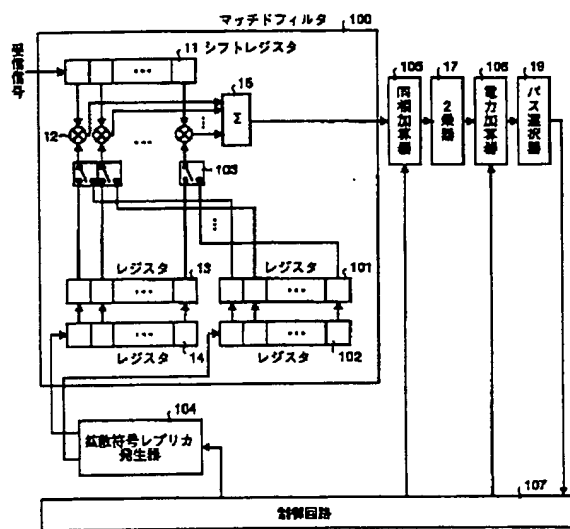 マッチドフィルタ 100
11 シフトレジスタ
受信信号
15
Σ
12
...
103
105
同相加算器
17
2乗器
106
電力加算器
19
パス選択器
レジスタ 13
レジスタ 101
レジスタ 14
レジスタ 102
104
拡散符号レプリカ
発生器
107
制御回路